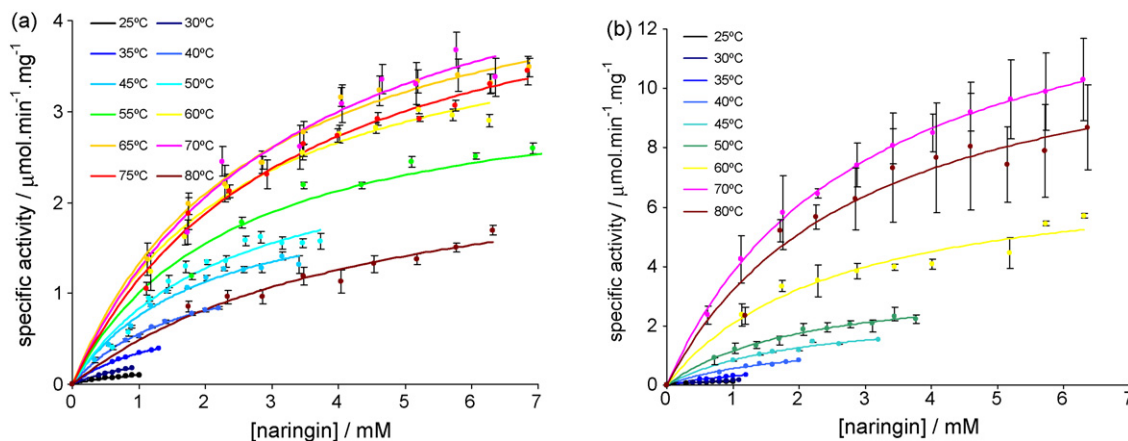 (a)
specific activity / µmol.min⁻¹.mg⁻¹
4
3
2
1
0
25ºC 30ºC
35ºC 40ºC
45ºC 50ºC
55ºC 60ºC
65ºC 70ºC
75ºC 80ºC
0 1 2 3 4 5 6 7
[naringin] / mM
(b)
specific activity / µmol.min⁻¹.mg⁻¹
12
10
8
6
4
2
0
25ºC
30ºC
35ºC
40ºC
45ºC
50ºC
60ºC
70ºC
80ºC
0 1 2 3 4 5 6 7
[naringin] / mM